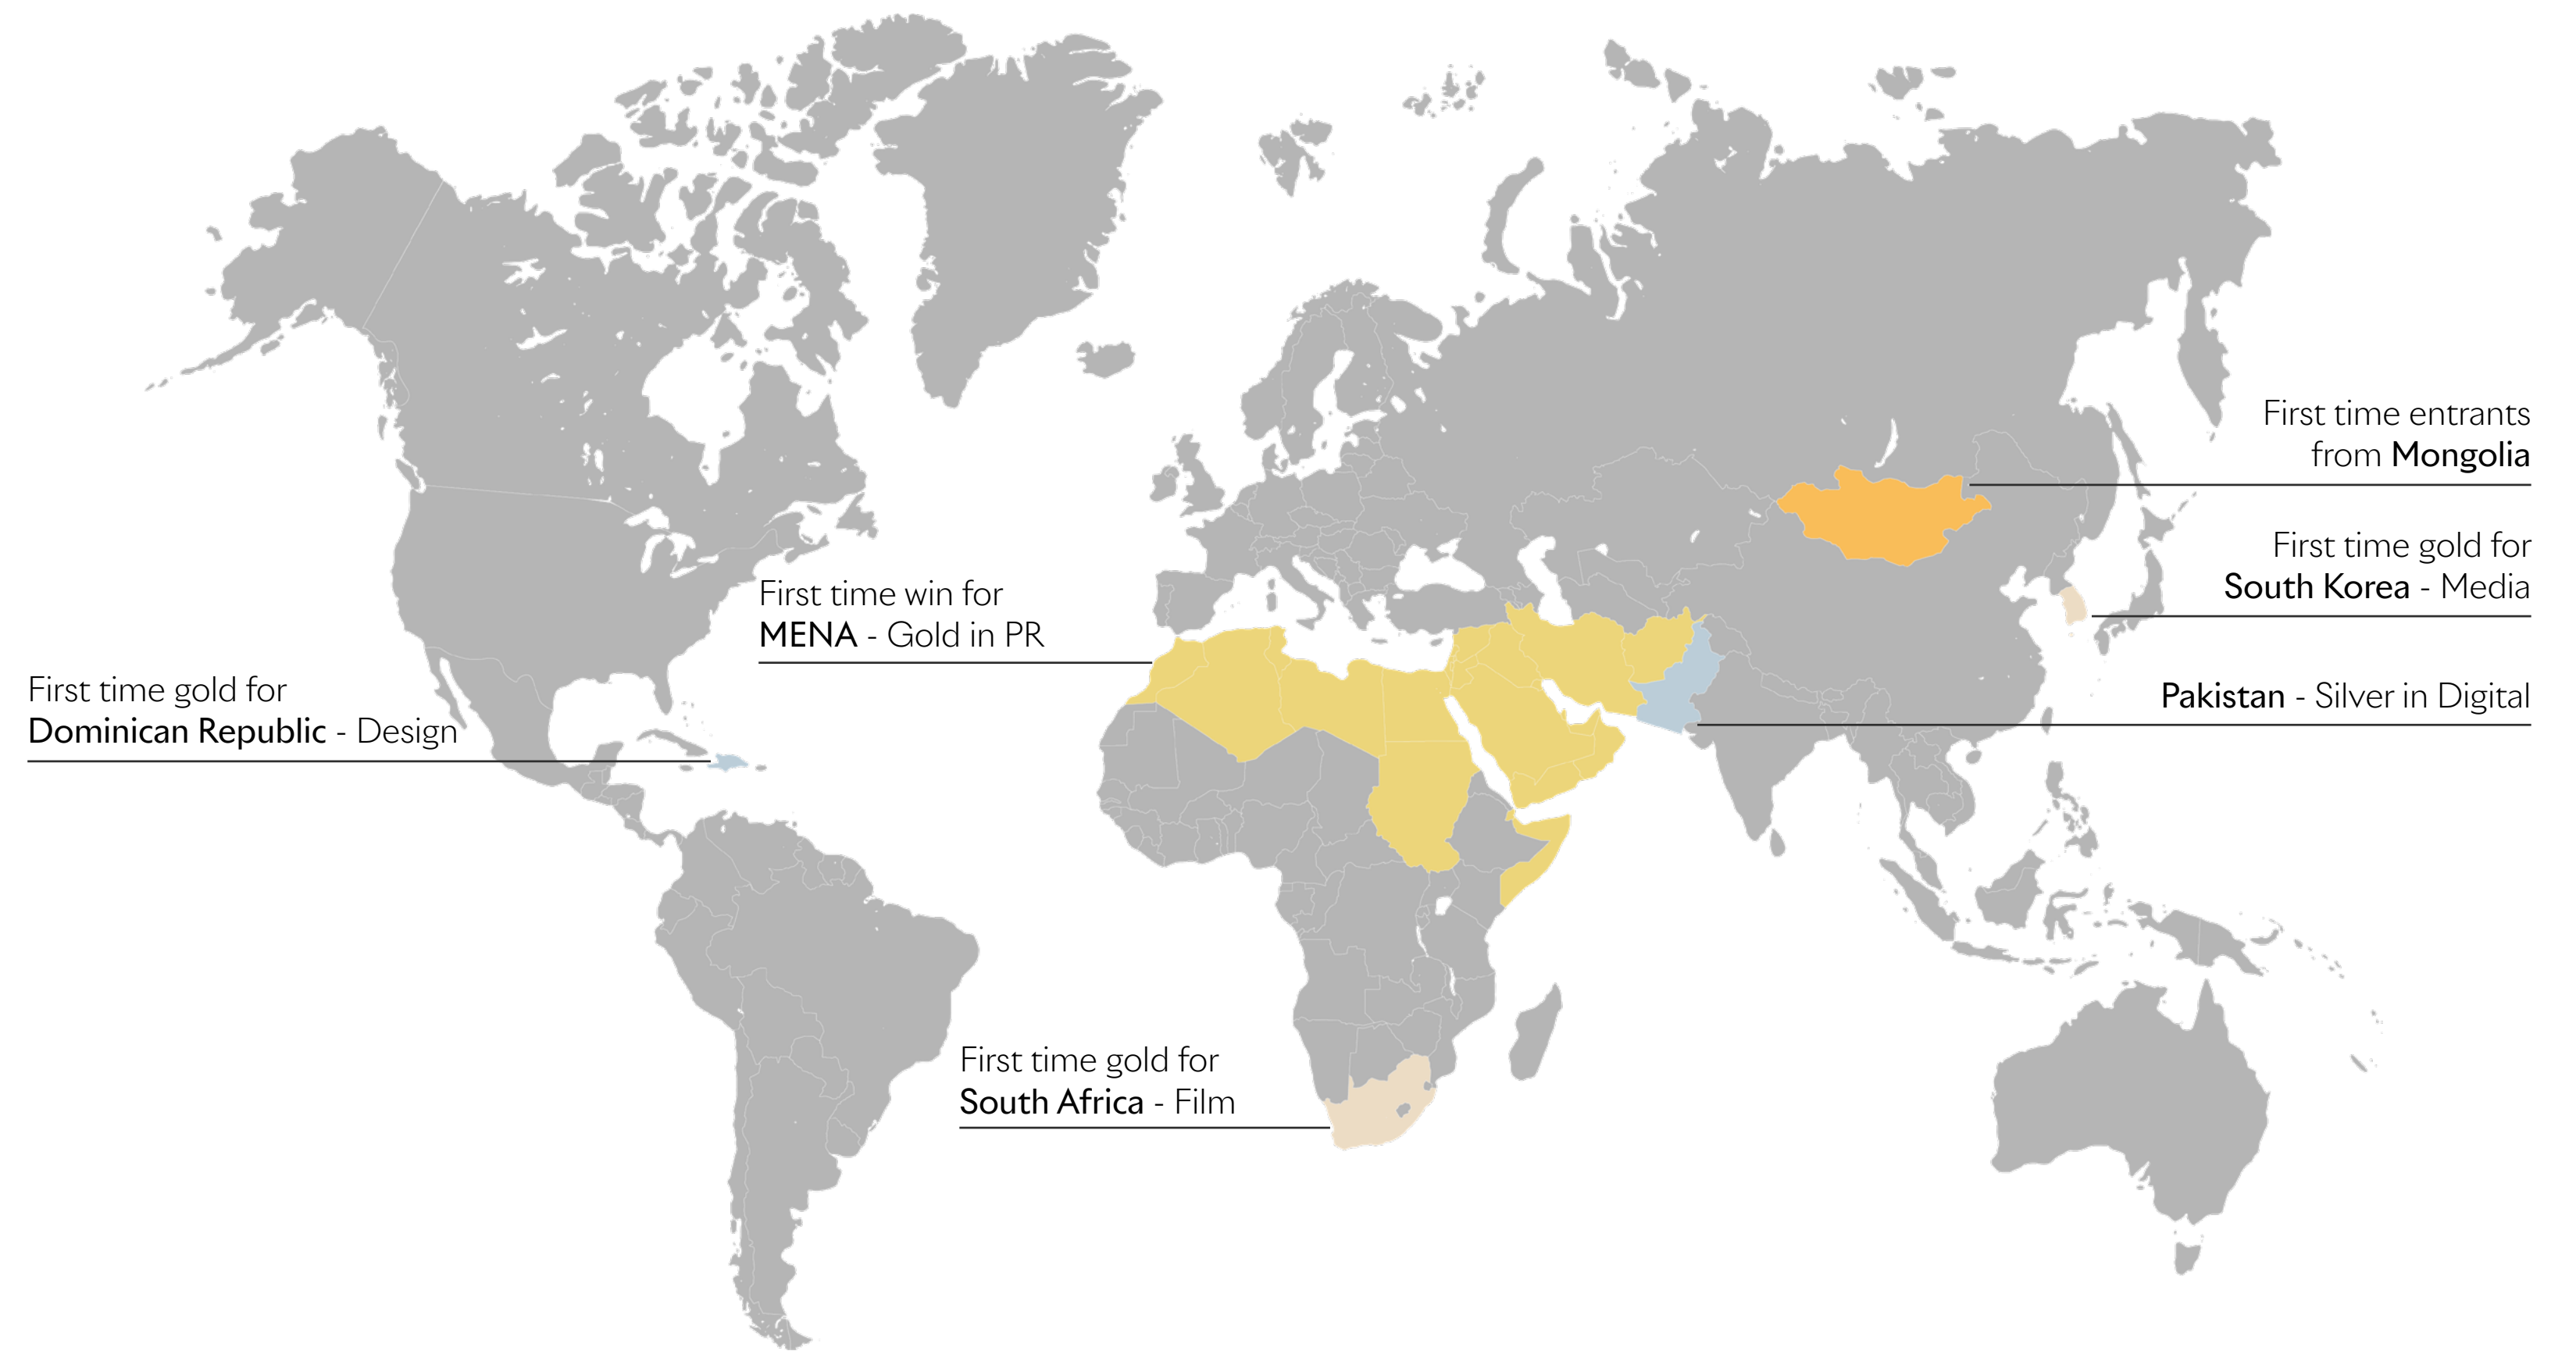 First time entrants
from Mongolia
First time gold for
South Korea - Media
First time win for
MENA - Gold in PR
First time gold for
Dominican Republic - Design
Pakistan - Silver in Digital
First time gold for
South Africa - Film